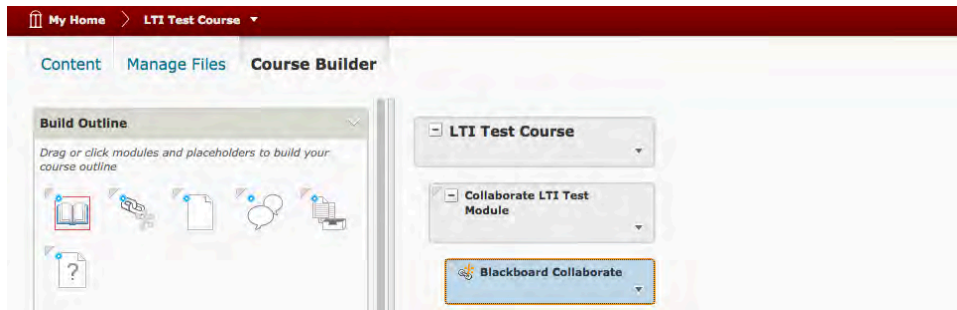 My Home LTI Test Course
Content Manage Files Course Builder
Build Outline
Drag or click modules and placeholders to build your
course outline
?
LTI Test Course
Collaborate LTI Test
Module
Blackboard Collaborate